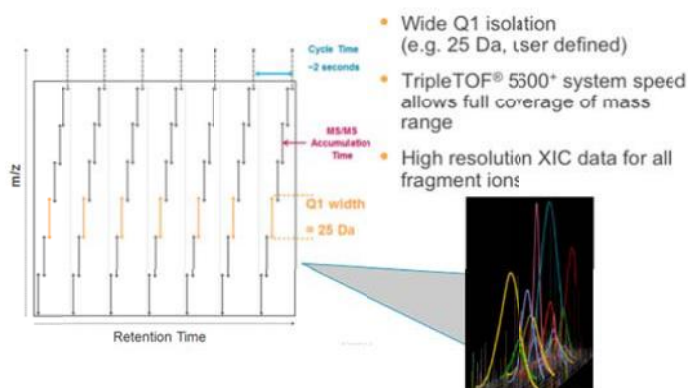 Cycle Time
~2 seconds
MS/MS
Accumulation
Time
m/z
Q1 width
= 25 Da
Retention Time
• Wide Q1 isolation
(e.g. 25 Da, user defined)
• TripleTOF® 5600⁺ system speed
allows full coverage of mass
range
• High resolution XIC data for all
fragment ions